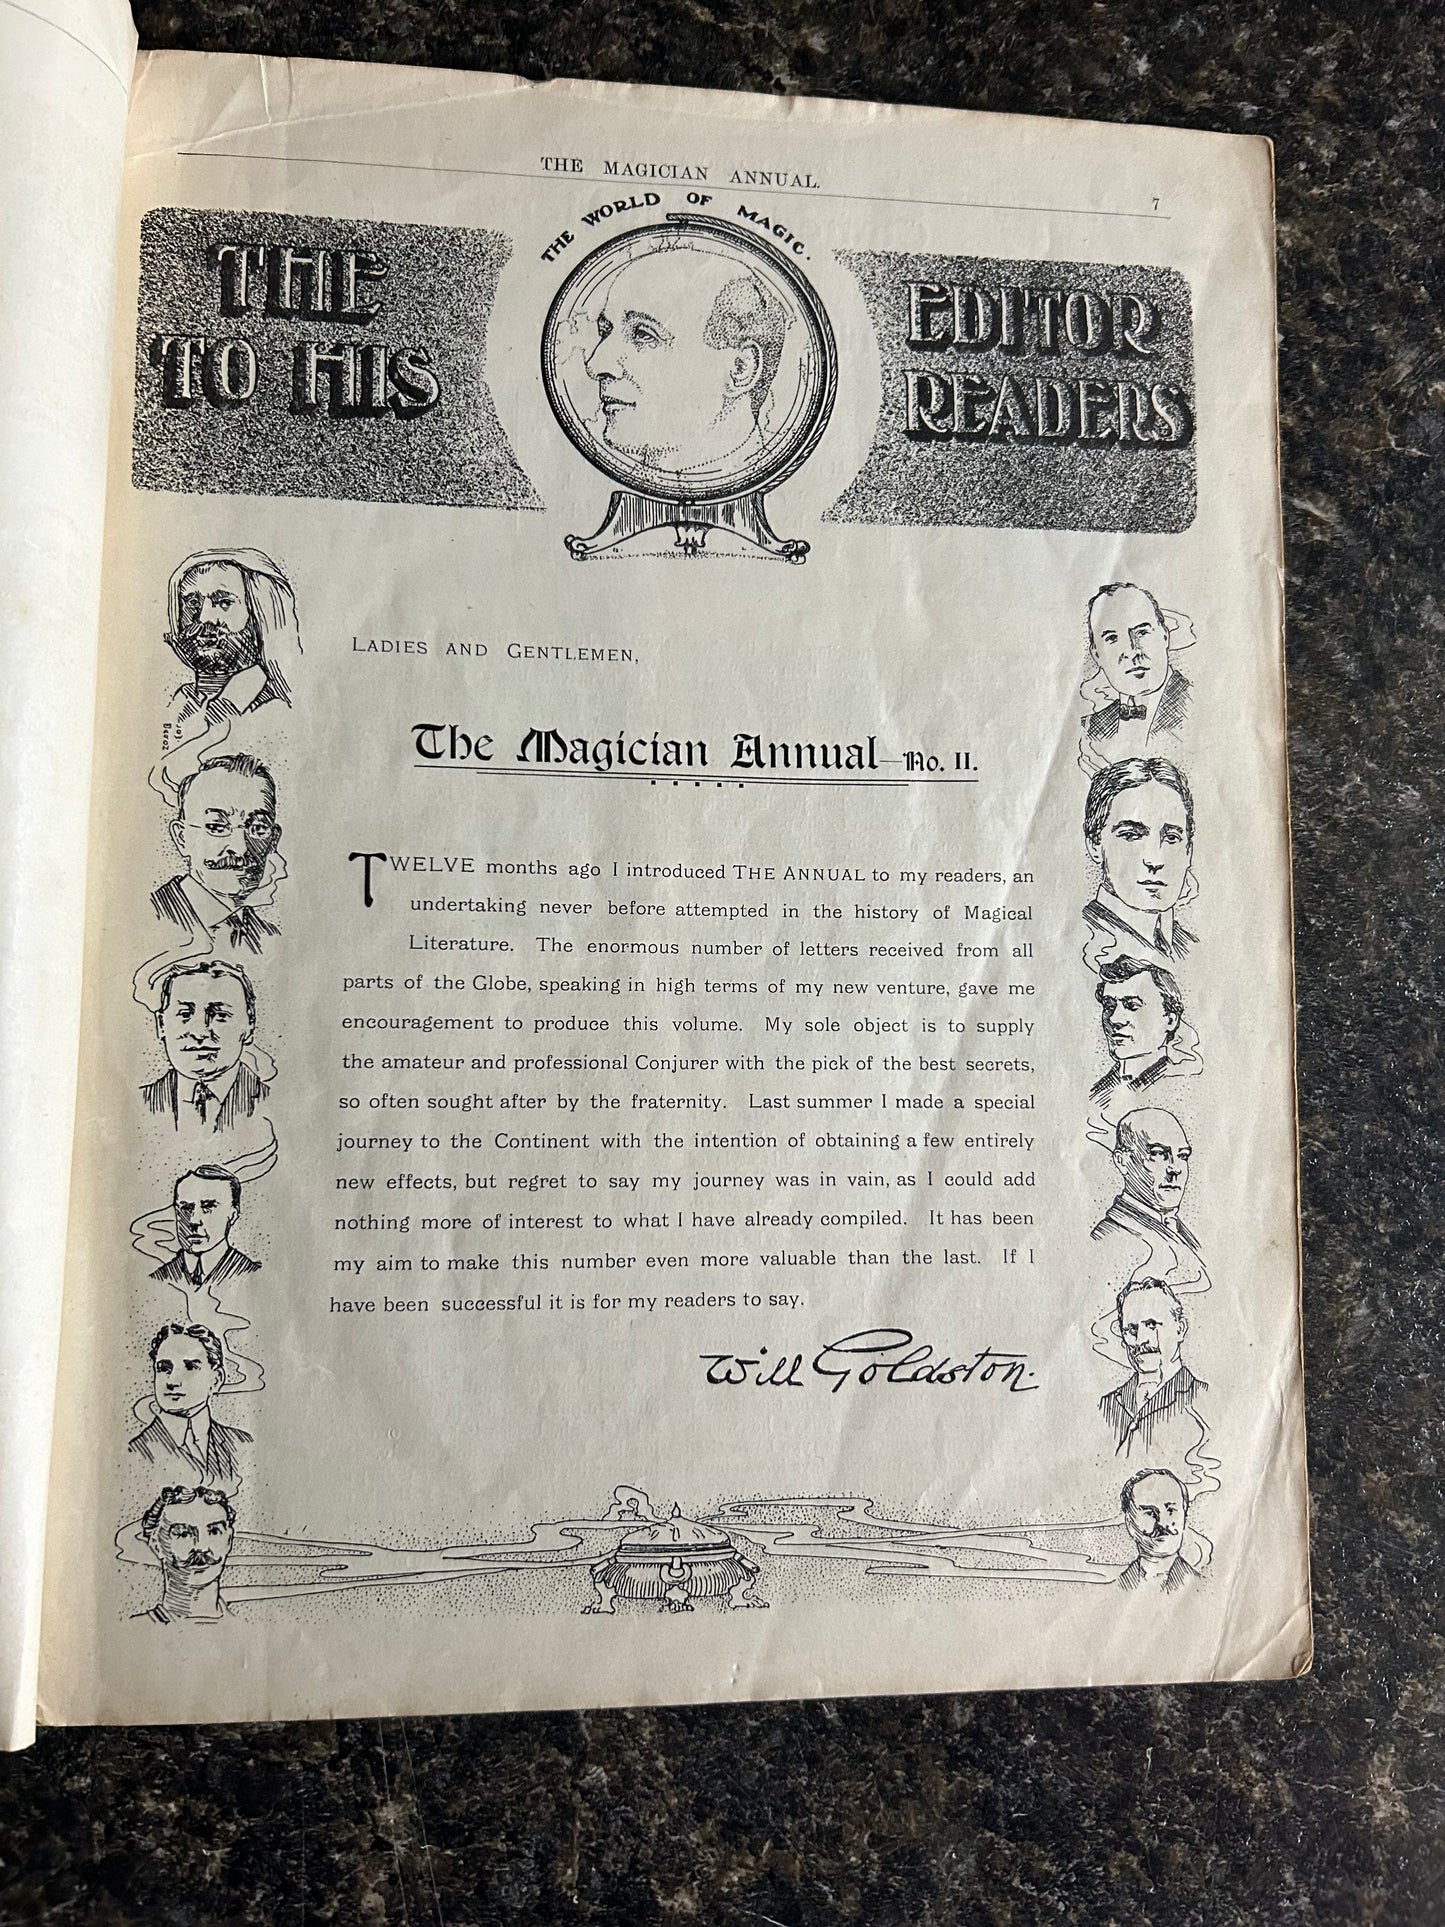 THE MAGICIAN ANNUAL.
7
THE WORLD OF MAGIC.
THE EDITOR
TO HIS READERS
LADIES AND GENTLEMEN,
The Magician Annual—No. II.
TWELVE months ago I introduced THE ANNUAL to my readers, an
undertaking never before attempted in the history of Magical
Literature. The enormous number of letters received from all
parts of the Globe, speaking in high terms of my new venture, gave me
encouragement to produce this volume. My sole object is to supply
the amateur and professional Conjurer with the pick of the best secrets,
so often sought after by the fraternity. Last summer I made a special
journey to the Continent with the intention of obtaining a few entirely
new effects, but regret to say my journey was in vain, as I could add
nothing more of interest to what I have already compiled. It has been
my aim to make this number even more valuable than the last. If I
have been successful it is for my readers to say.
Will Goldston.